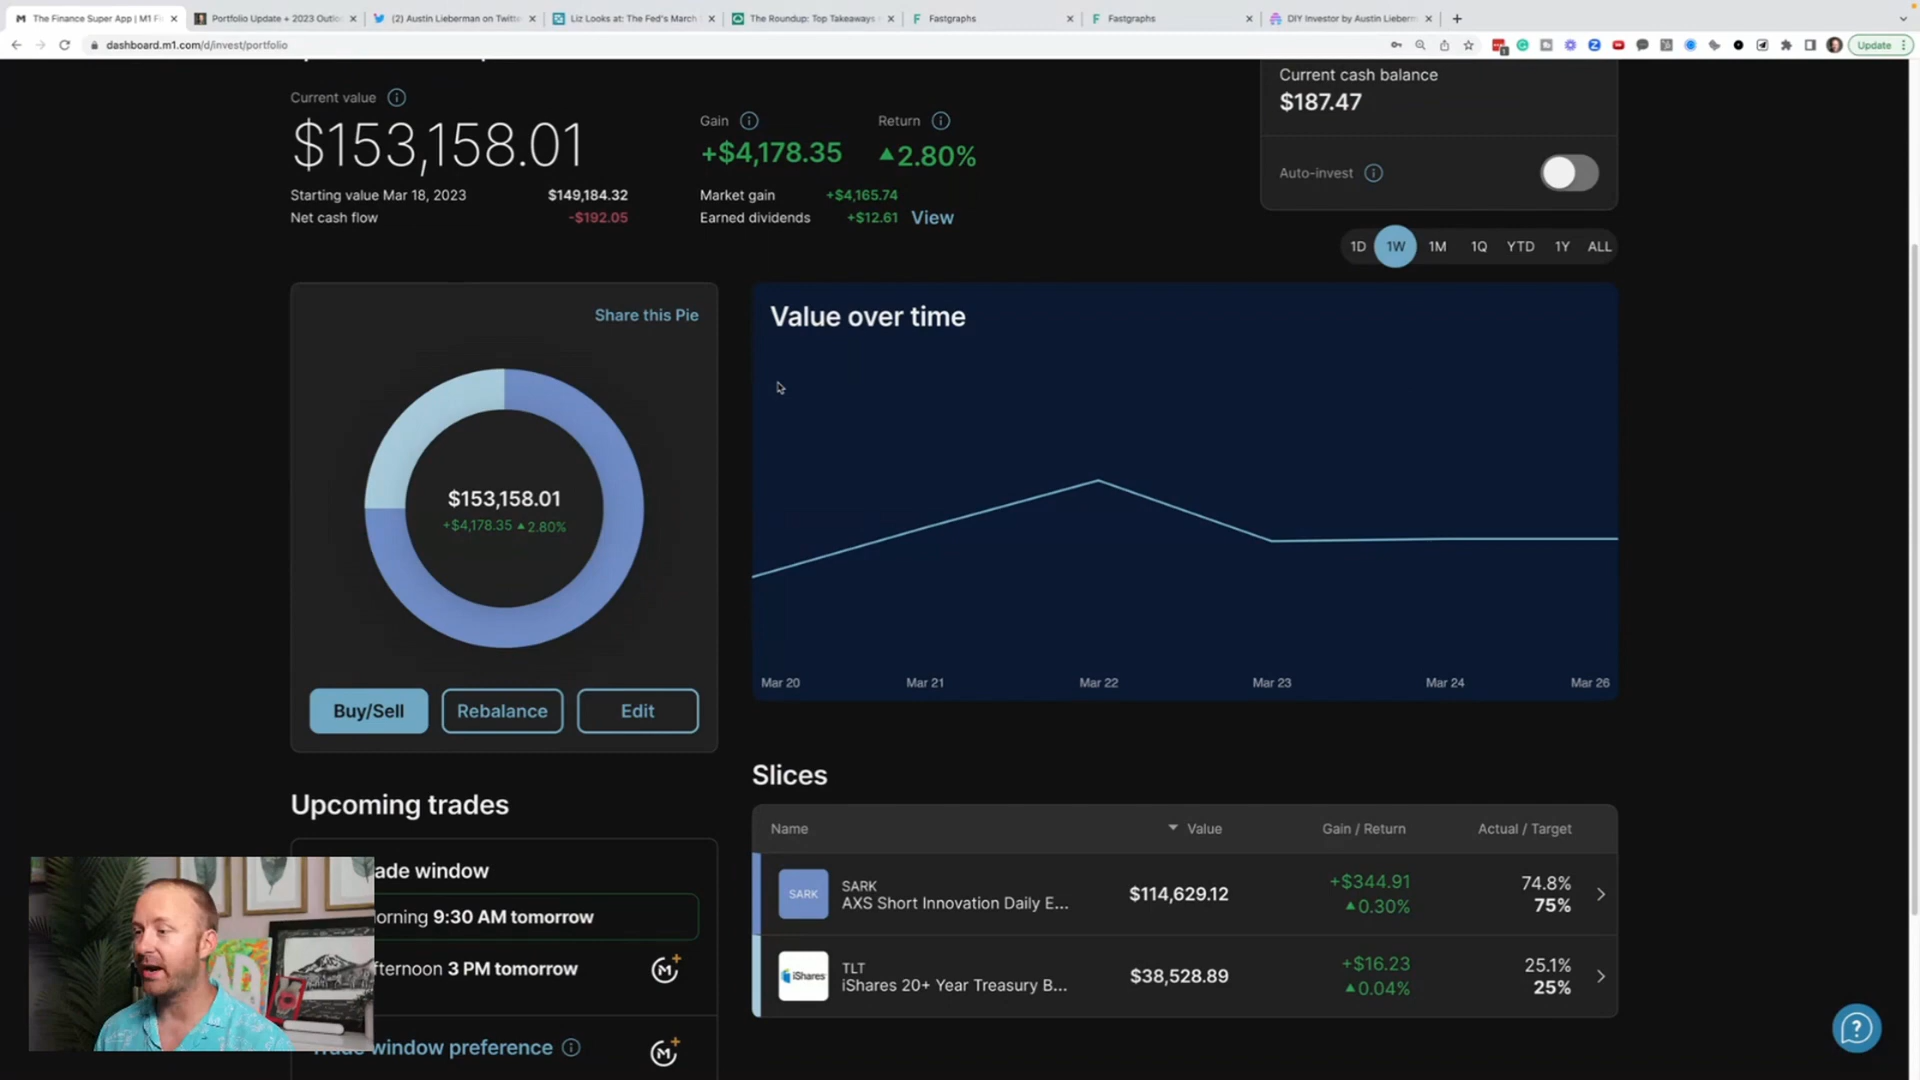 The Finance Super App | M1 Fi
Portfolio Update + 2023 Outlo
(2) Austin Lieberman on Twitte
Liz Looks at: The Fed's March
The Roundup: Top Takeaways
Fastgraphs
Fastgraphs
DIY Investor by Austin Lieberm
dashboard.m1.com/d/invest/portfolio
Update
Current value
$153,158.01
Starting value Mar 18, 2023 $149,184.32
Net cash flow -$192.05
Gain
+$4,178.35
Return
2.80%
Market gain +$4,165.74
Earned dividends +$12.61 View
Current cash balance
$187.47
Auto-invest
1D 1W 1M 1Q YTD 1Y ALL
Share this Pie
$153,158.01
+$4,178.35 ▲2.80%
Buy/Sell Rebalance Edit
Value over time
Mar 20 Mar 21 Mar 22 Mar 23 Mar 24 Mar 26
Upcoming trades
ade window
orning 9:30 AM tomorrow
fternoon 3 PM tomorrow
Trade window preference
Slices
Name Value Gain / Return Actual / Target
SARK
SARK
AXS Short Innovation Daily E...
$114,629.12
+$344.91
▲0.30%
74.8%
75%
iShares
TLT
iShares 20+ Year Treasury B...
$38,528.89
+$16.23
▲0.04%
25.1%
25%